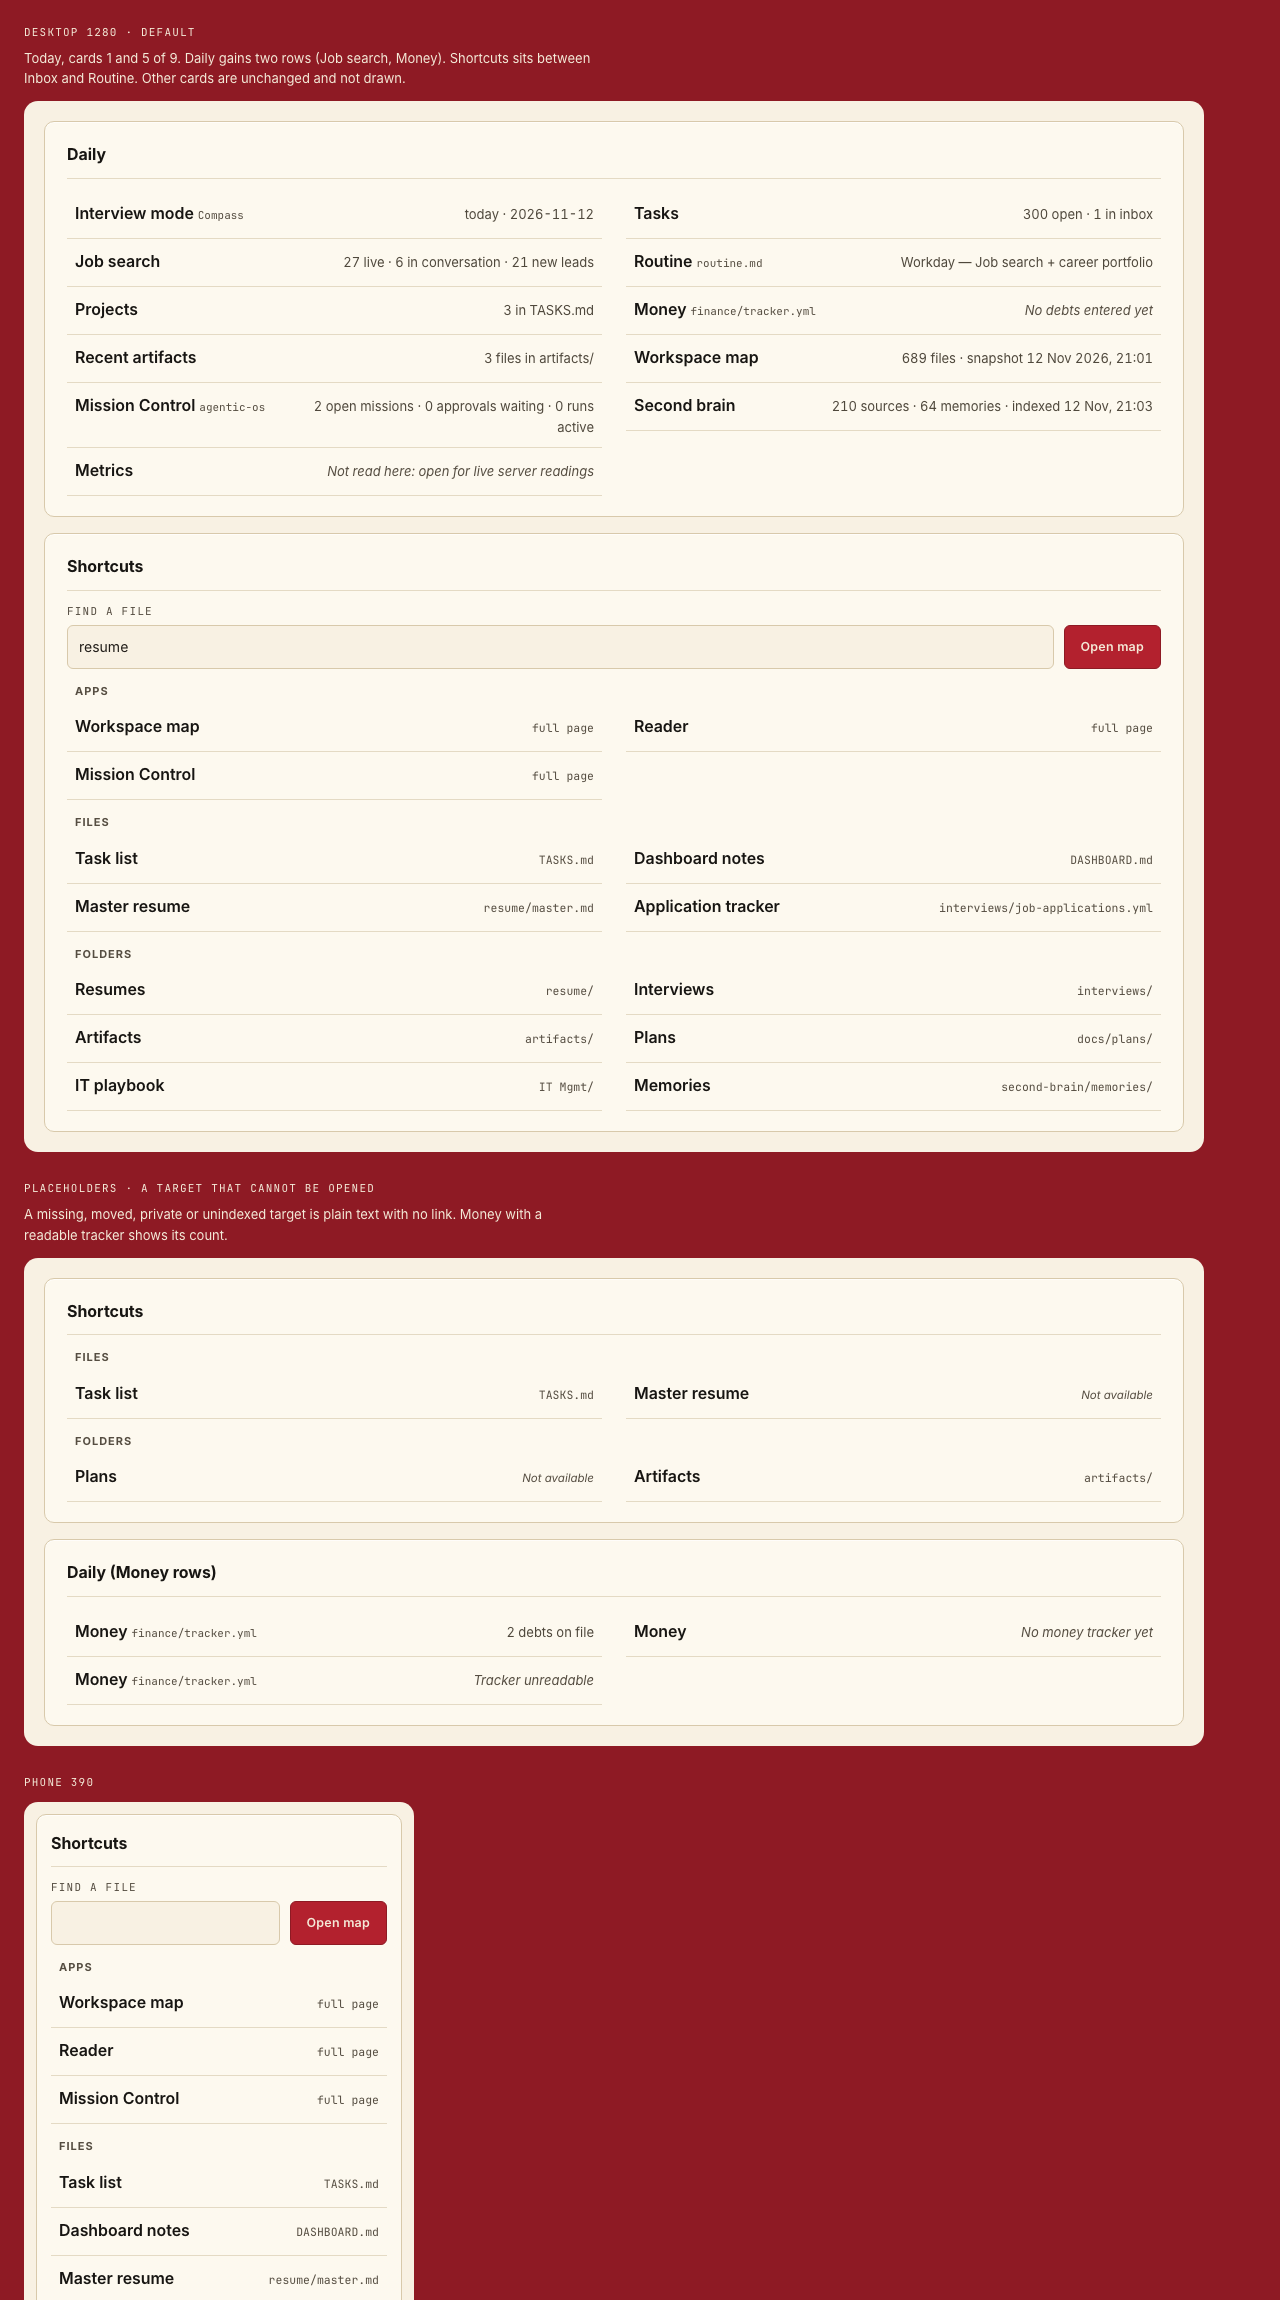 DESKTOP 1280 · DEFAULT
Today, cards 1 and 5 of 9. Daily gains two rows (Job search, Money). Shortcuts sits between
Inbox and Routine. Other cards are unchanged and not drawn.
Daily
Interview mode Compass today · 2026-11-12
Tasks 300 open · 1 in inbox
Job search 27 live · 6 in conversation · 21 new leads
Routine routine.md Workday — Job search + career portfolio
Projects 3 in TASKS.md
Money finance/tracker.yml No debts entered yet
Recent artifacts 3 files in artifacts/
Workspace map 689 files · snapshot 12 Nov 2026, 21:01
Mission Control agentic-os 2 open missions · 0 approvals waiting · 0 runs
active
Second brain 210 sources · 64 memories · indexed 12 Nov, 21:03
Metrics Not read here: open for live server readings
Shortcuts
FIND A FILE
resume Open map
APPS
Workspace map full page
Reader full page
Mission Control full page
FILES
Task list TASKS.md
Dashboard notes DASHBOARD.md
Master resume resume/master.md
Application tracker interviews/job-applications.yml
FOLDERS
Resumes resume/
Interviews interviews/
Artifacts artifacts/
Plans docs/plans/
IT playbook IT Mgmt/
Memories second-brain/memories/
PLACEHOLDERS · A TARGET THAT CANNOT BE OPENED
A missing, moved, private or unindexed target is plain text with no link. Money with a
readable tracker shows its count.
Shortcuts
FILES
Task list TASKS.md
Master resume Not available
FOLDERS
Plans Not available
Artifacts artifacts/
Daily (Money rows)
Money finance/tracker.yml 2 debts on file
Money No money tracker yet
Money finance/tracker.yml Tracker unreadable
PHONE 390
Shortcuts
FIND A FILE
Open map
APPS
Workspace map full page
Reader full page
Mission Control full page
FILES
Task list TASKS.md
Dashboard notes DASHBOARD.md
Master resume resume/master.md